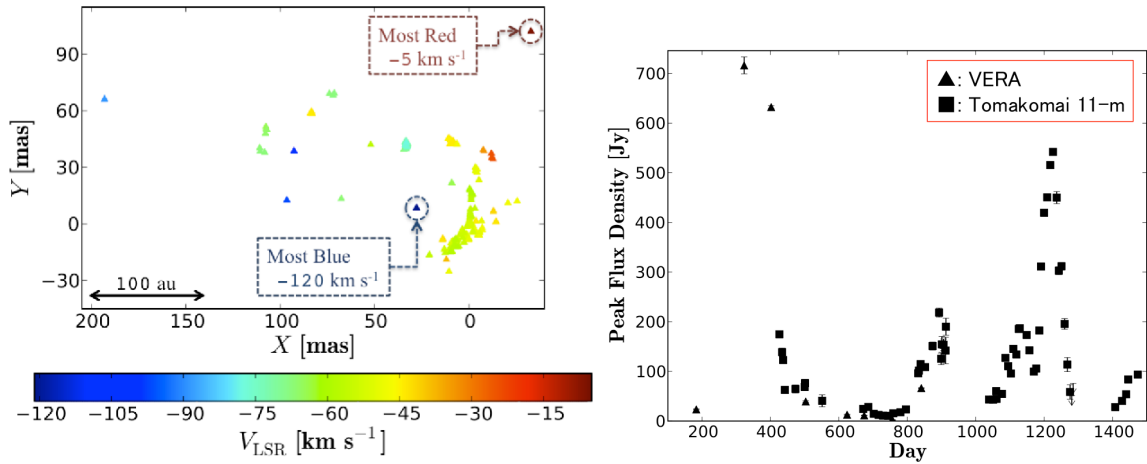 Most Red
−5 km s⁻¹
Most Blue
−120 km s⁻¹
100 au
90
60
30
0
−30
Y [mas]
200 150 100 50 0
X [mas]
−120 −105 −90 −75 −60 −45 −30 −15
V_LSR [km s⁻¹]
▲: VERA
■: Tomakomai 11-m
700
600
500
400
300
200
100
0
Peak Flux Density [Jy]
200 400 600 800 1000 1200 1400
Day